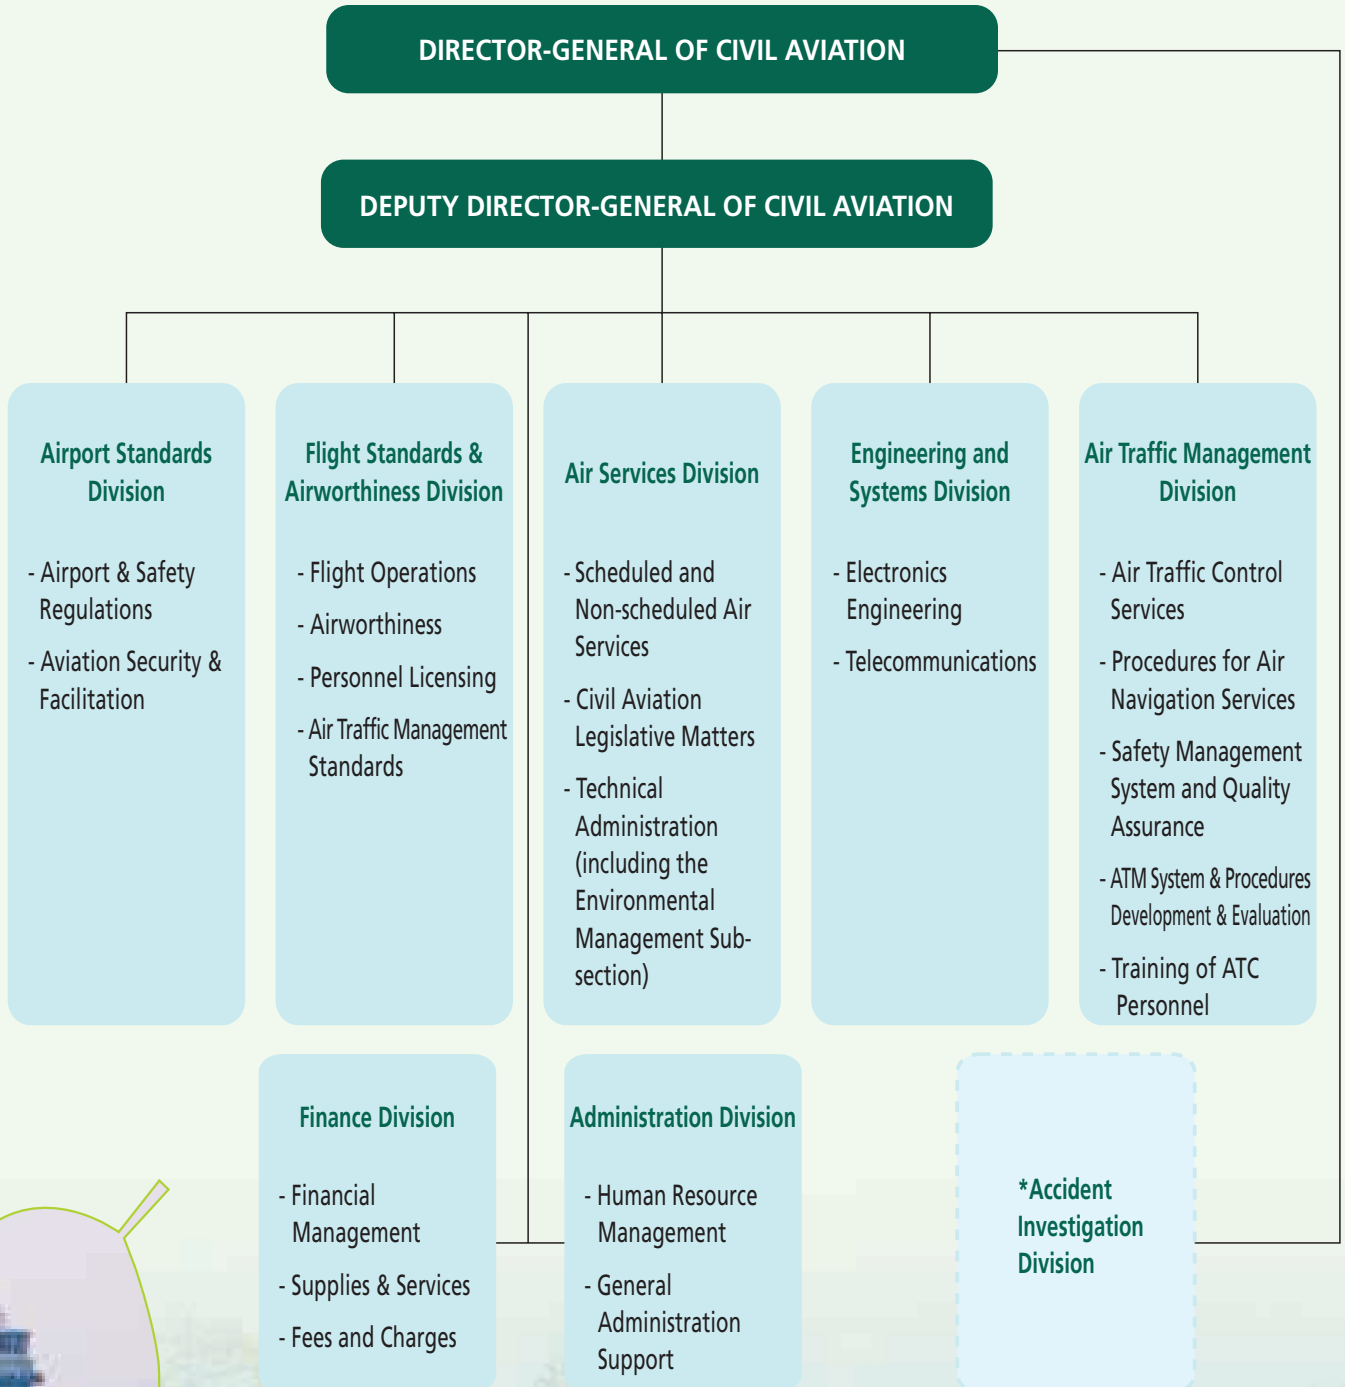 DIRECTOR-GENERAL OF CIVIL AVIATION
DEPUTY DIRECTOR-GENERAL OF CIVIL AVIATION
Airport Standards
Division
- Airport & Safety
Regulations
- Aviation Security &
Facilitation
Flight Standards &
Airworthiness Division
- Flight Operations
- Airworthiness
- Personnel Licensing
- Air Traffic Management
Standards
Air Services Division
- Scheduled and
Non-scheduled Air
Services
- Civil Aviation
Legislative Matters
- Technical
Administration
(including the
Environmental
Management Sub-
section)
Engineering and
Systems Division
- Electronics
Engineering
- Telecommunications
Air Traffic Management
Division
- Air Traffic Control
Services
- Procedures for Air
Navigation Services
- Safety Management
System and Quality
Assurance
- ATM System & Procedures
Development & Evaluation
- Training of ATC
Personnel
Finance Division
- Financial
Management
- Supplies & Services
- Fees and Charges
Administration Division
- Human Resource
Management
- General
Administration
Support
*Accident
Investigation
Division